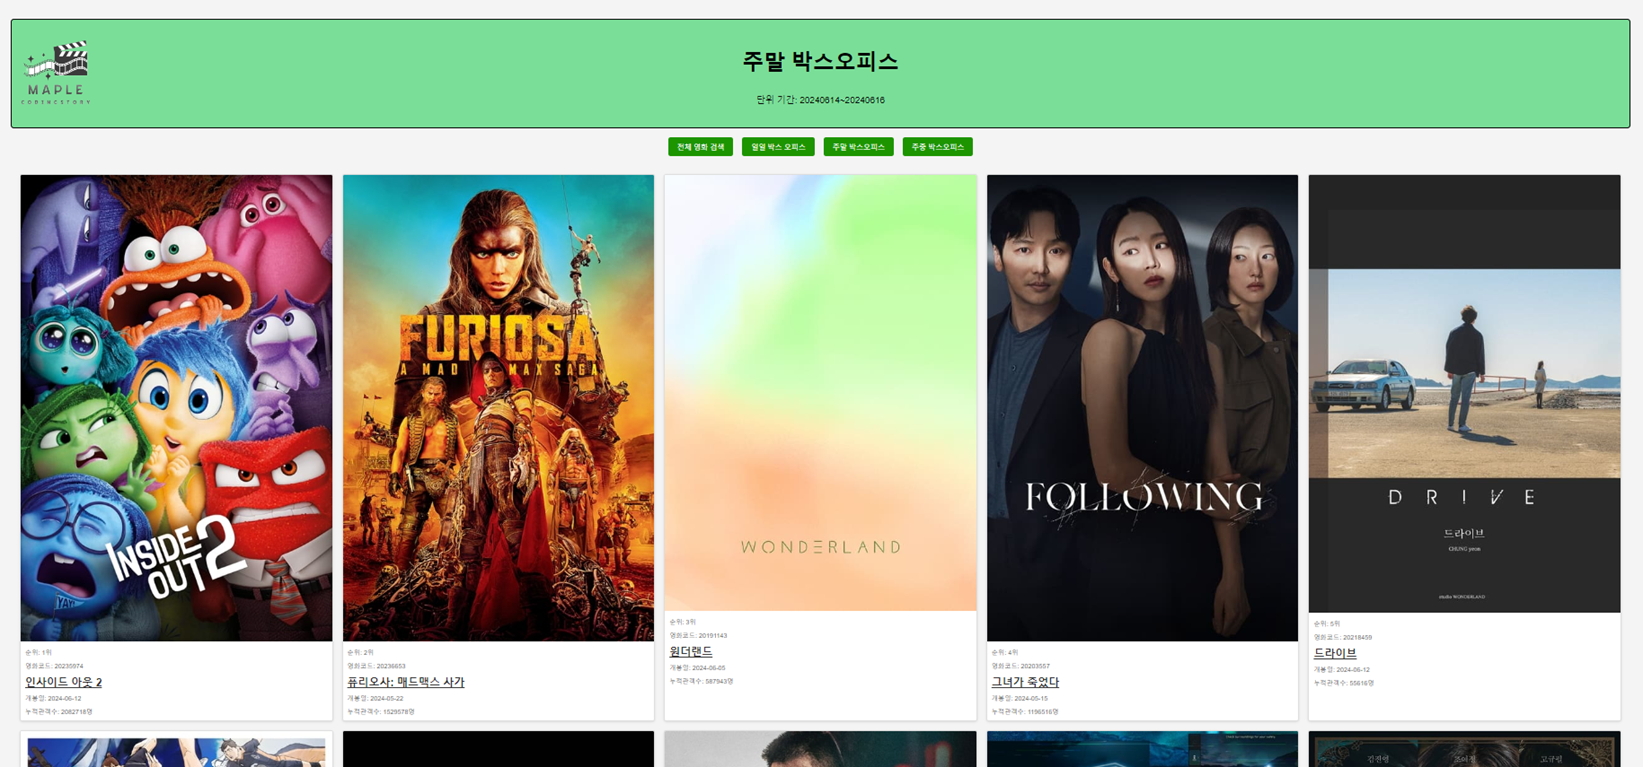 MAPLE
CODINGSTORY
주말 박스오피스
단위 기간: 20240614~20240616
전체 영화 검색
일일 박스 오피스
주말 박스오피스
주중 박스오피스
INSIDE OUT 2
순위: 1위
영화코드: 20235974
인사이드 아웃 2
개봉일: 2024-06-12
누적관객수: 2082718명
FURIOSA
A MAD MAX SAGA
순위: 2위
영화코드: 20236653
퓨리오사: 매드맥스 사가
개봉일: 2024-05-22
누적관객수: 1529578명
WONDERLAND
순위: 3위
영화코드: 20191143
원더랜드
개봉일: 2024-06-05
누적관객수: 587943명
FOLLOWING
순위: 4위
영화코드: 20203557
그녀가 죽었다
개봉일: 2024-05-15
누적관객수: 1196516명
DRIVE
드라이브
CHUNG yoon
studio WONDERLAND
순위: 5위
영화코드: 20218459
드라이브
개봉일: 2024-06-12
누적관객수: 55616명